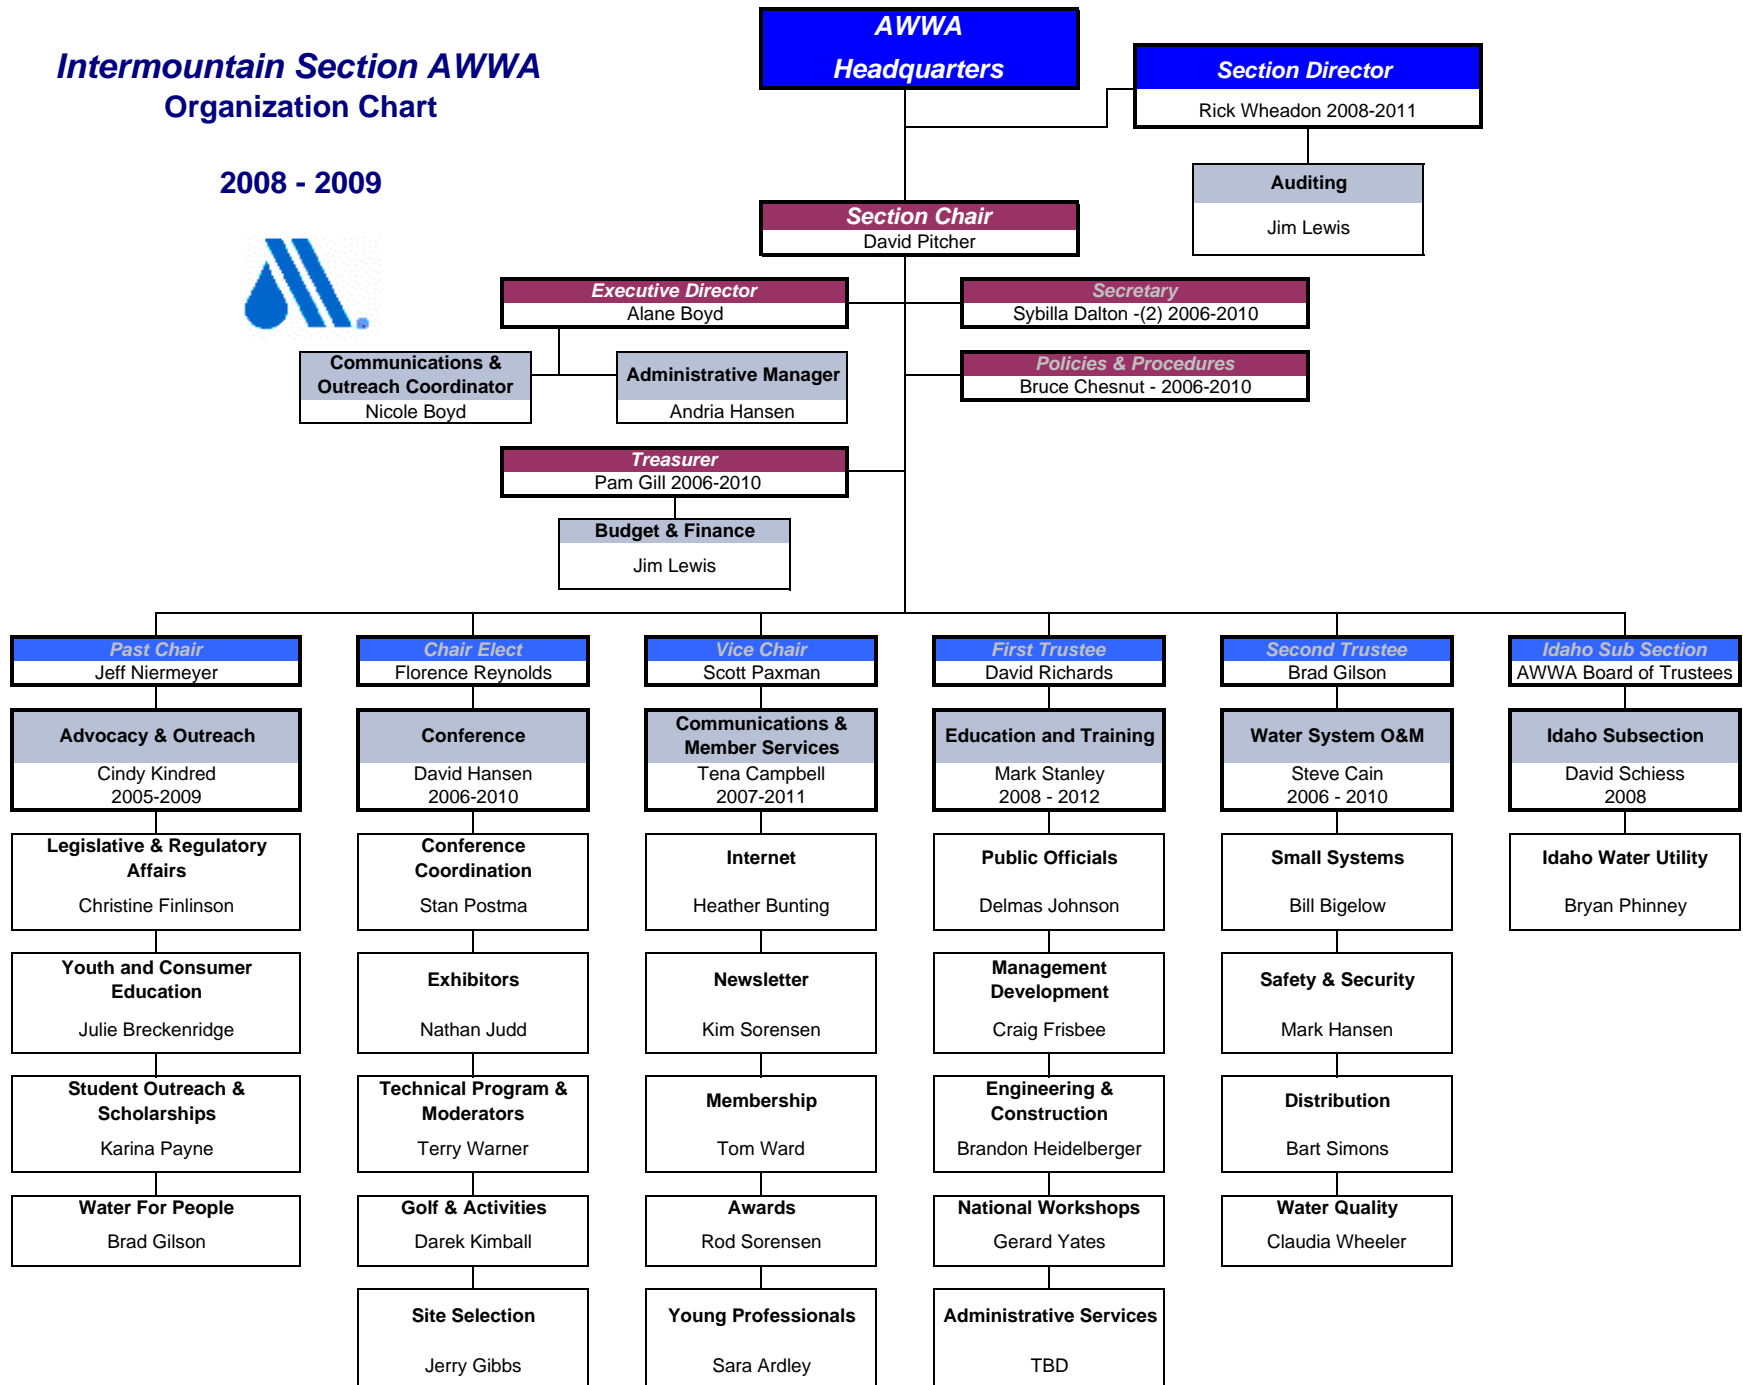 Intermountain Section AWWA
Organization Chart
2008 - 2009
AWWA
Headquarters
Section Director
Rick Wheadon 2008-2011
Auditing
Jim Lewis
Section Chair
David Pitcher
Executive Director
Alane Boyd
Secretary
Sybilla Dalton -(2) 2006-2010
Communications &
Outreach Coordinator
Nicole Boyd
Administrative Manager
Andria Hansen
Policies & Procedures
Bruce Chesnut - 2006-2010
Treasurer
Pam Gill 2006-2010
Budget & Finance
Jim Lewis
Past Chair
Jeff Niermeyer
Advocacy & Outreach
Cindy Kindred
2005-2009
Legislative & Regulatory
Affairs
Christine Finlinson
Youth and Consumer
Education
Julie Breckenridge
Student Outreach &
Scholarships
Karina Payne
Water For People
Brad Gilson
Chair Elect
Florence Reynolds
Conference
David Hansen
2006-2010
Conference
Coordination
Stan Postma
Exhibitors
Nathan Judd
Technical Program &
Moderators
Terry Warner
Golf & Activities
Darek Kimball
Site Selection
Jerry Gibbs
Vice Chair
Scott Paxman
Communications &
Member Services
Tena Campbell
2007-2011
Internet
Heather Bunting
Newsletter
Kim Sorensen
Membership
Tom Ward
Awards
Rod Sorensen
Young Professionals
Sara Ardley
First Trustee
David Richards
Education and Training
Mark Stanley
2008 - 2012
Public Officials
Delmas Johnson
Management
Development
Craig Frisbee
Engineering &
Construction
Brandon Heidelberger
National Workshops
Gerard Yates
Administrative Services
TBD
Second Trustee
Brad Gilson
Water System O&M
Steve Cain
2006 - 2010
Small Systems
Bill Bigelow
Safety & Security
Mark Hansen
Distribution
Bart Simons
Water Quality
Claudia Wheeler
Idaho Sub Section
AWWA Board of Trustees
Idaho Subsection
David Schiess
2008
Idaho Water Utility
Bryan Phinney